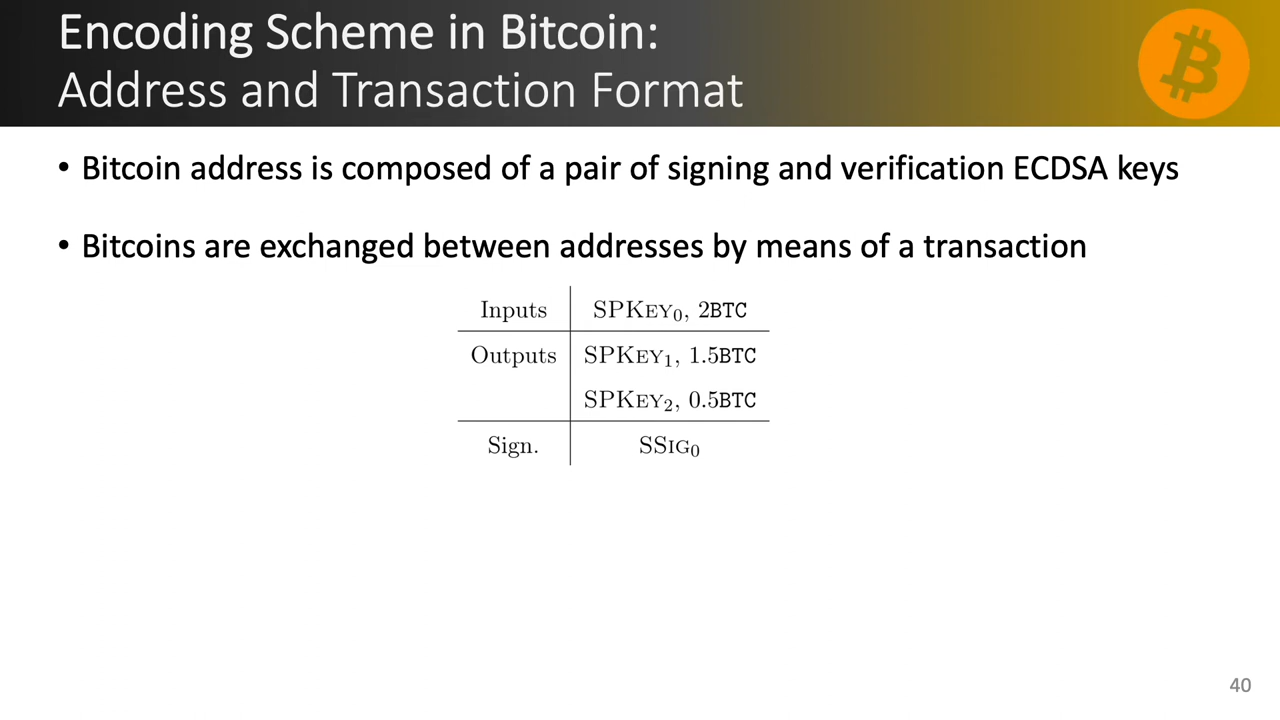 Encoding Scheme in Bitcoin:
Address and Transaction Format
• Bitcoin address is composed of a pair of signing and verification ECDSA keys
• Bitcoins are exchanged between addresses by means of a transaction
Inputs SPKEY₀, 2BTC
Outputs SPKEY₁, 1.5BTC
SPKEY₂, 0.5BTC
Sign. SSIG₀
40